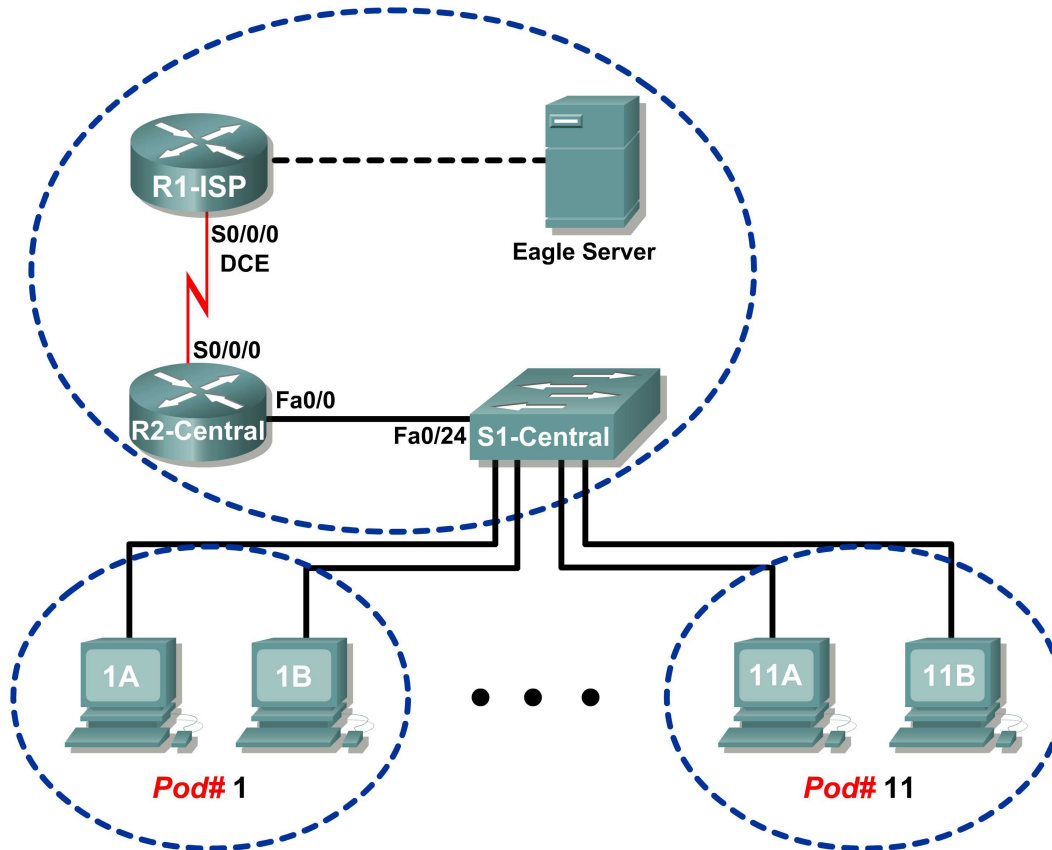 R1-ISP
S0/0/0
DCE
Eagle Server
S0/0/0
R2-Central
Fa0/0
Fa0/24
S1-Central
1A
1B
11A
11B
Pod# 1
Pod# 11